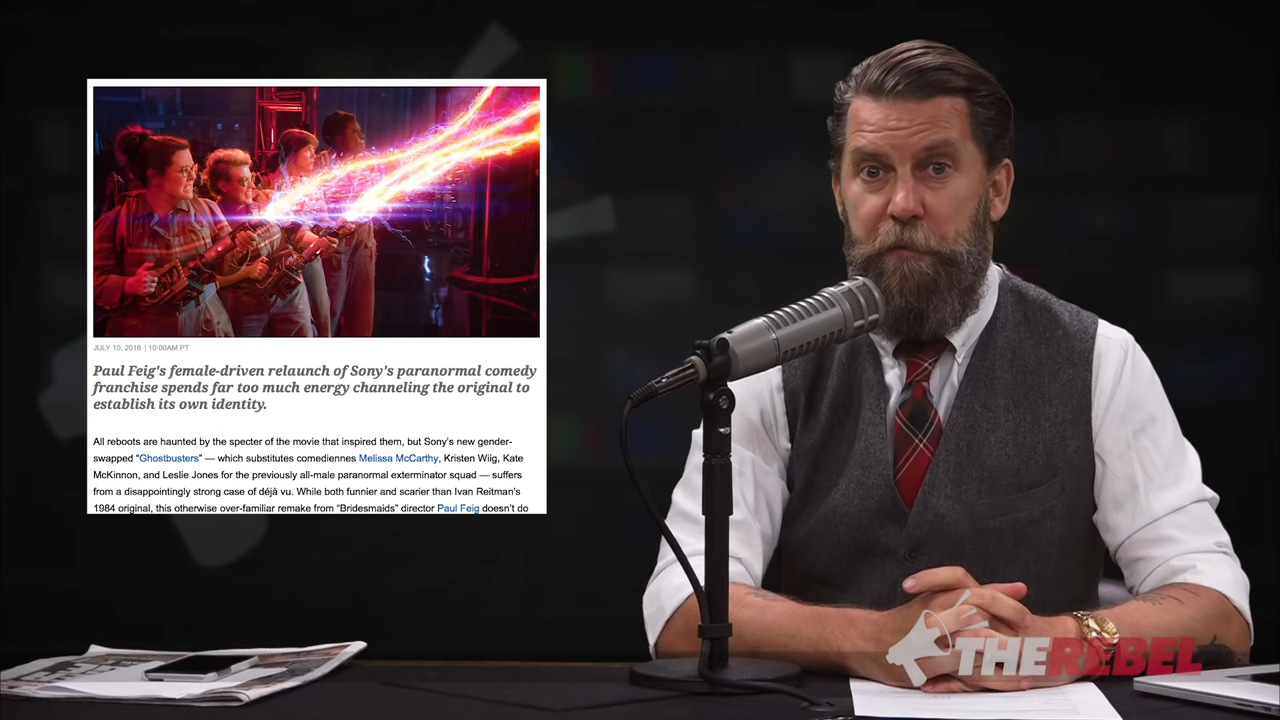 JULY 10, 2016 | 10:00AM PT
Paul Feig's female-driven relaunch of Sony's paranormal comedy
franchise spends far too much energy channeling the original to
establish its own identity.
All reboots are haunted by the specter of the movie that inspired them, but Sony's new gender-
swapped “Ghostbusters” — which substitutes comediennes Melissa McCarthy, Kristen Wiig, Kate
McKinnon, and Leslie Jones for the previously all-male paranormal exterminator squad — suffers
from a disappointingly strong case of déjà vu. While both funnier and scarier than Ivan Reitman's
1984 original, this otherwise over-familiar remake from “Bridesmaids” director Paul Feig doesn't do
THEREBEL